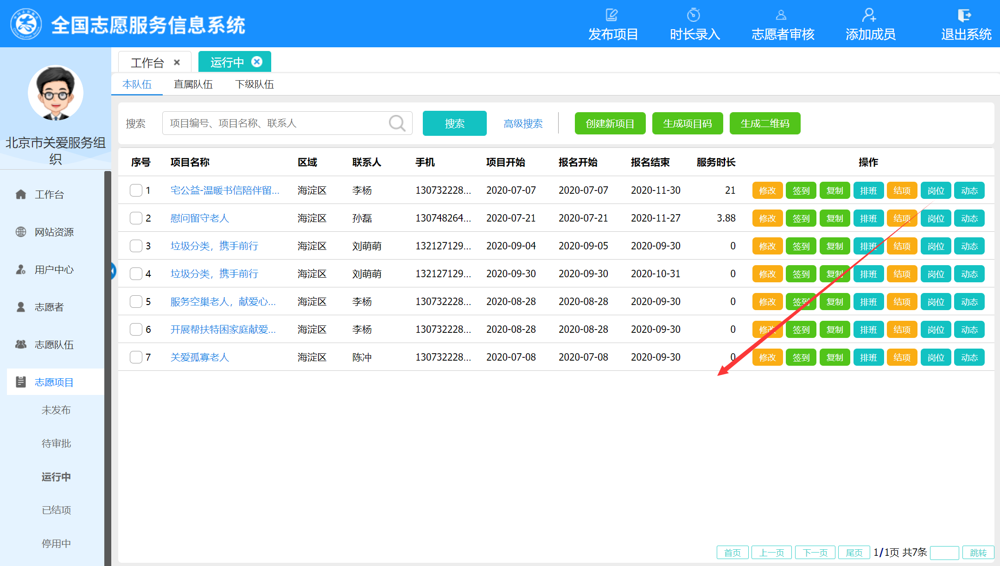 全国志愿服务信息系统
发布项目 时长录入 志愿者审核 添加成员 退出系统
北京市关爱服务组
织
工作台
网站资源
用户中心
志愿者
志愿队伍
志愿项目
未发布
待审批
运行中
已结项
停用中
工作台 运行中
本队伍 直属队伍 下级队伍
搜索 项目编号、项目名称、联系人 搜索 高级搜索 创建新项目 生成项目码 生成二维码
序号 项目名称 区域 联系人 手机 项目开始 报名开始 报名结束 服务时长 操作
1 宅公益-温暖书信陪伴留... 海淀区 李杨 130732228... 2020-07-07 2020-07-07 2020-11-30 21 修改 签到 复制 排班 结项 岗位 动态
2 慰问留守老人 海淀区 孙磊 130748264... 2020-07-21 2020-07-21 2020-11-27 3.88 修改 签到 复制 排班 结项 岗位 动态
3 垃圾分类，携手前行 海淀区 刘萌萌 132127129... 2020-09-04 2020-09-05 2020-09-30 0 修改 签到 复制 排班 结项 岗位 动态
4 垃圾分类，携手前行 海淀区 刘萌萌 132127129... 2020-09-30 2020-09-30 2020-10-31 0 修改 签到 复制 排班 结项 岗位 动态
5 服务空巢老人，献爱心... 海淀区 李杨 130732228... 2020-08-28 2020-08-28 2020-09-30 0 修改 签到 复制 排班 结项 岗位 动态
6 开展帮扶特困家庭献爱... 海淀区 李杨 130732228... 2020-08-28 2020-08-28 2020-09-30 0 修改 签到 复制 排班 结项 岗位 动态
7 关爱孤寡老人 海淀区 陈冲 130732228... 2020-07-08 2020-07-08 2020-09-30 0 修改 签到 复制 排班 结项 岗位 动态
首页 上一页 下一页 尾页 1/1页 共7条 跳转